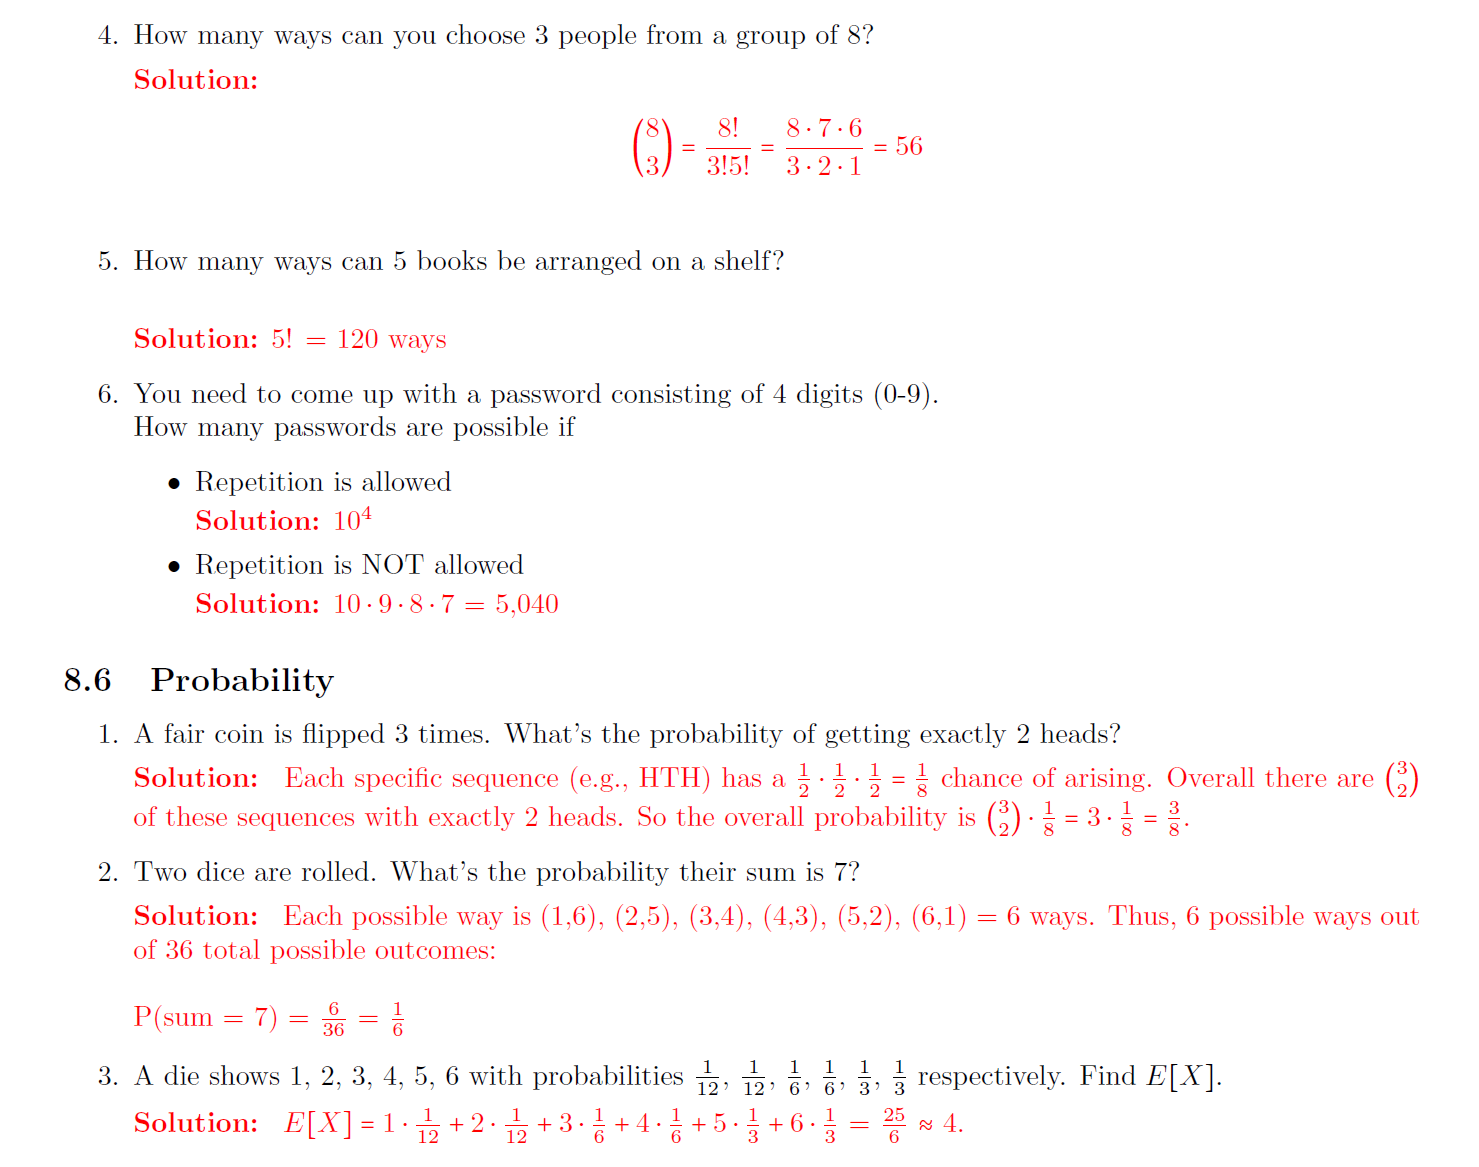 4. How many ways can you choose 3 people from a group of 8?
Solution:
$\binom{8}{3} = \frac{8!}{3!5!} = \frac{8 \cdot 7 \cdot 6}{3 \cdot 2 \cdot 1} = 56$
5. How many ways can 5 books be arranged on a shelf?
Solution: 5! = 120 ways
6. You need to come up with a password consisting of 4 digits (0-9).
How many passwords are possible if
• Repetition is allowed
Solution: $10^4$
• Repetition is NOT allowed
Solution: 10 · 9 · 8 · 7 = 5,040
8.6 Probability
1. A fair coin is flipped 3 times. What's the probability of getting exactly 2 heads?
Solution: Each specific sequence (e.g., HTH) has a $\frac{1}{2} \cdot \frac{1}{2} \cdot \frac{1}{2} = \frac{1}{8}$ chance of arising. Overall there are $\binom{3}{2}$
of these sequences with exactly 2 heads. So the overall probability is $\binom{3}{2} \cdot \frac{1}{8} = 3 \cdot \frac{1}{8} = \frac{3}{8}$.
2. Two dice are rolled. What's the probability their sum is 7?
Solution: Each possible way is (1,6), (2,5), (3,4), (4,3), (5,2), (6,1) = 6 ways. Thus, 6 possible ways out
of 36 total possible outcomes:
P(sum = 7) = $\frac{6}{36} = \frac{1}{6}$
3. A die shows 1, 2, 3, 4, 5, 6 with probabilities $\frac{1}{12}, \frac{1}{12}, \frac{1}{6}, \frac{1}{6}, \frac{1}{3}, \frac{1}{3}$ respectively. Find $E[X]$.
Solution: $E[X] = 1 \cdot \frac{1}{12} + 2 \cdot \frac{1}{12} + 3 \cdot \frac{1}{6} + 4 \cdot \frac{1}{6} + 5 \cdot \frac{1}{3} + 6 \cdot \frac{1}{3} = \frac{25}{6} \approx 4.$